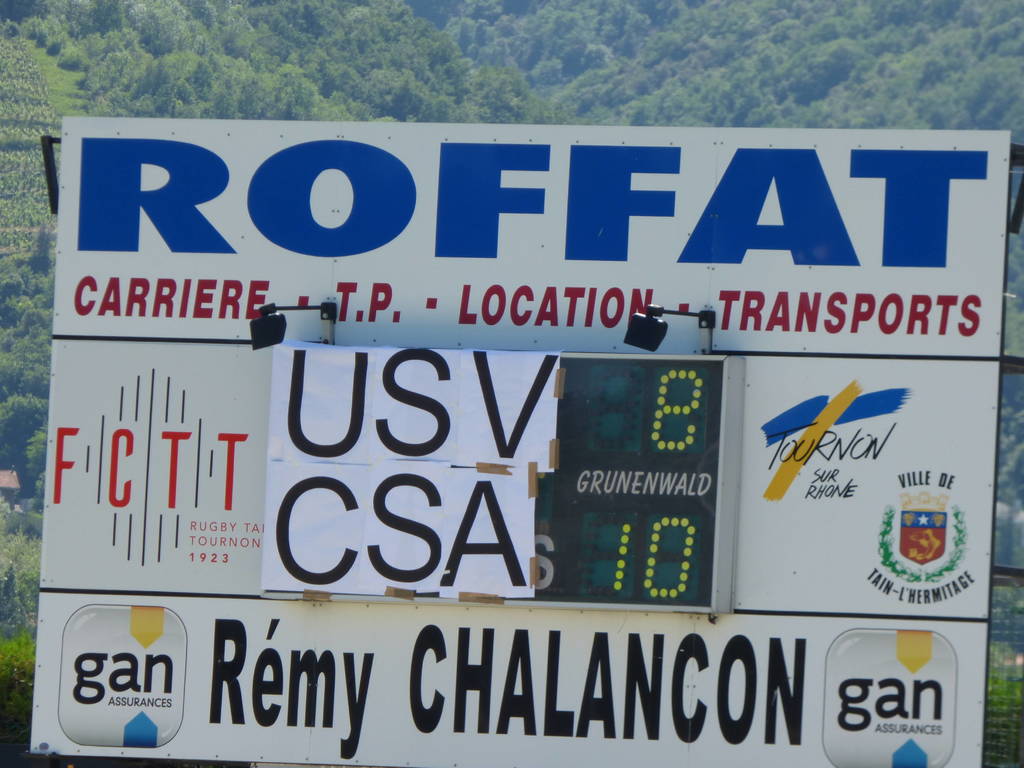 ROFFAT
CARRIERE · T.P. · LOCATION · TRANSPORTS
FCTT
RUGBY TA
TOURNON
1923
USV 8
CSA 10
GRUNENWALD
S
TOURNON
SUR
RHONE
VILLE DE
TAIN-L'HERMITAGE
gan
ASSURANCES
Rémy CHALANCON
gan
ASSURANCES